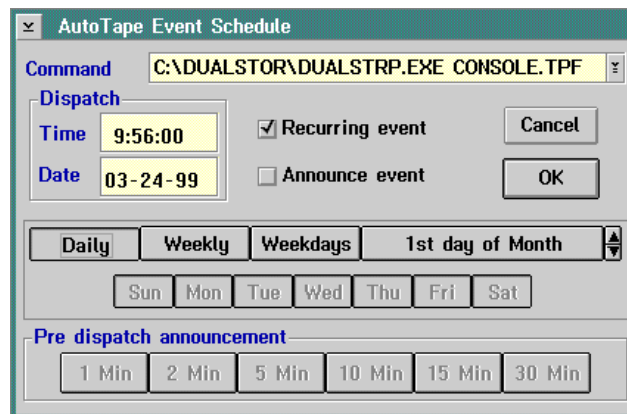 AutoTape Event Schedule
Command C:\DUALSTOR\DUALSTRP.EXE CONSOLE.TPF
Dispatch
Time 9:56:00
Recurring event
Cancel
Date 03-24-99
Announce event
OK
Daily Weekly Weekdays 1st day of Month
Sun Mon Tue Wed Thu Fri Sat
Pre dispatch announcement
1 Min 2 Min 5 Min 10 Min 15 Min 30 Min